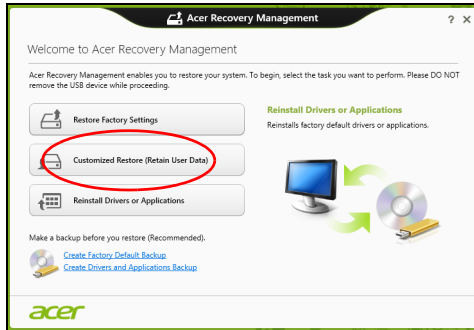 Acer Recovery Management
? X
Welcome to Acer Recovery Management
Acer Recovery Management enables you to restore your system. To begin, select the task you want to perform. Please DO NOT
remove the USB device while proceeding.
Restore Factory Settings
Customized Restore (Retain User Data)
Reinstall Drivers or Applications
Reinstall Drivers or Applications
Reinstalls factory default drivers or applications.
Make a backup before you restore (Recommended).
Create Factory Default Backup
Create Drivers and Applications Backup
acer